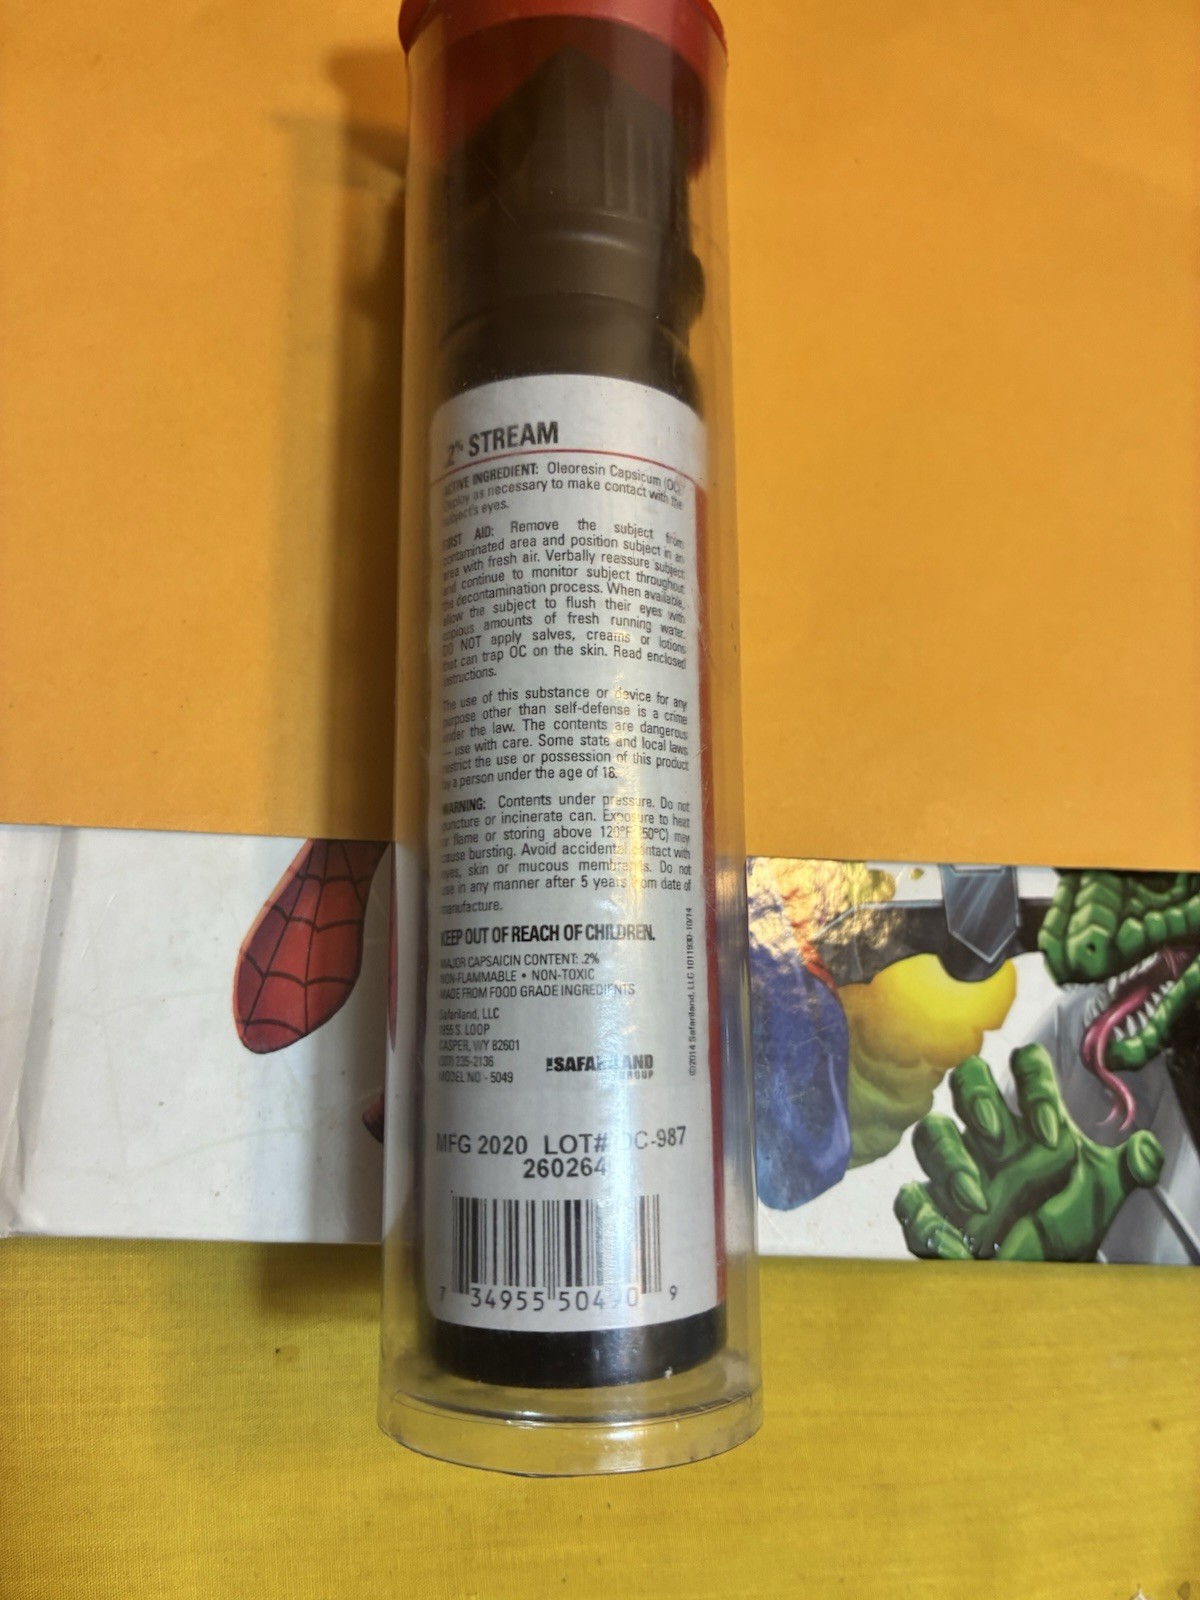 .2% STREAM
ACTIVE INGREDIENT: Oleoresin Capsicum (OC)
Deploy as necessary to make contact with the
subject's eyes.
FIRST AID: Remove the subject from
contaminated area and position subject in an
area with fresh air. Verbally reassure subject
and continue to monitor subject throughout
the decontamination process. When available,
allow the subject to flush their eyes with
copious amounts of fresh running water.
DO NOT apply salves, creams or lotions
that can trap OC on the skin. Read enclosed
instructions.
The use of this substance or device for any
purpose other than self-defense is a crime
under the law. The contents are dangerous
— use with care. Some state and local laws
restrict the use or possession of this product
by a person under the age of 18.
WARNING: Contents under pressure. Do not
puncture or incinerate can. Exposure to heat
or flame or storing above 120°F (50°C) may
cause bursting. Avoid accidental contact with
eyes, skin or mucous membranes. Do not
use in any manner after 5 years from date of
manufacture.
KEEP OUT OF REACH OF CHILDREN.
MAJOR CAPSAICIN CONTENT: .2%
NON-FLAMMABLE • NON-TOXIC
MADE FROM FOOD GRADE INGREDIENTS
Safariland, LLC
S. LOOP
CASPER, WY 82601
(307) 235-2136
MODEL NO - 5049
THE SAFARILAND
GROUP
©2014 Safariland, LLC 1011930 10/14
MFG 2020 LOT# OC-987
260264
7 34955 50490 9